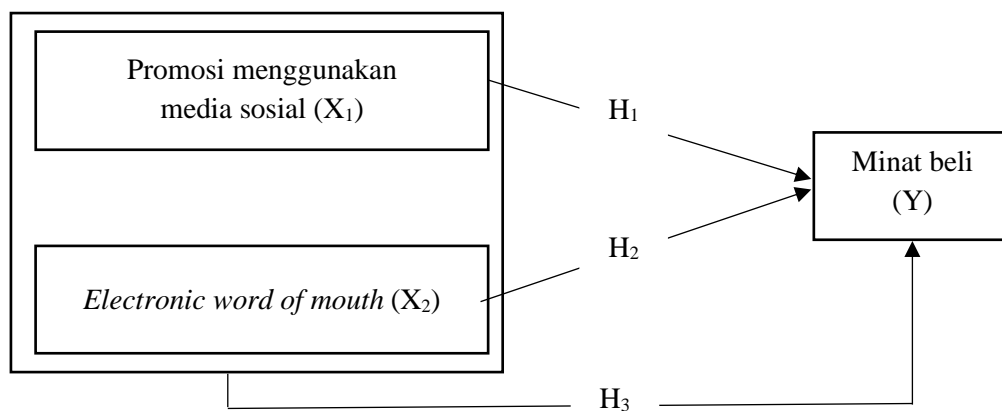 Promosi menggunakan
media sosial (X₁)
H₁
Minat beli
(Y)
H₂
Electronic word of mouth (X₂)
H₃